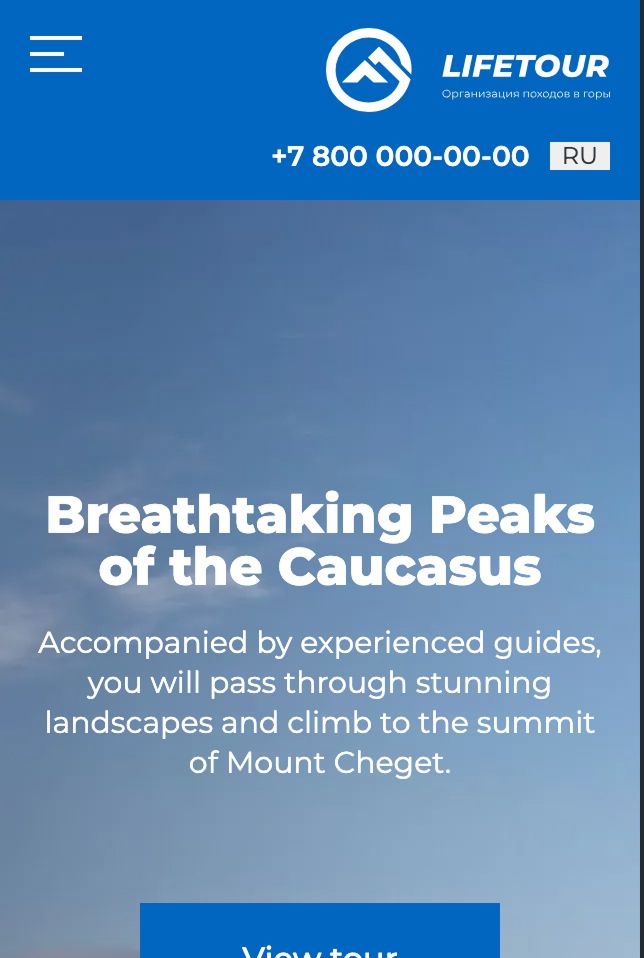 LIFETOUR
Организация походов в горы
+7 800 000-00-00
RU
Breathtaking Peaks
of the Caucasus
Accompanied by experienced guides,
you will pass through stunning
landscapes and climb to the summit
of Mount Cheget.
View tour